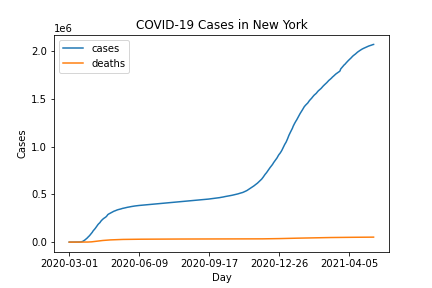 COVID-19 Cases in New York
1e6
cases
deaths
2.0
1.5
1.0
0.5
0.0
Cases
2020-03-01 2020-06-09 2020-09-17 2020-12-26 2021-04-05
Day